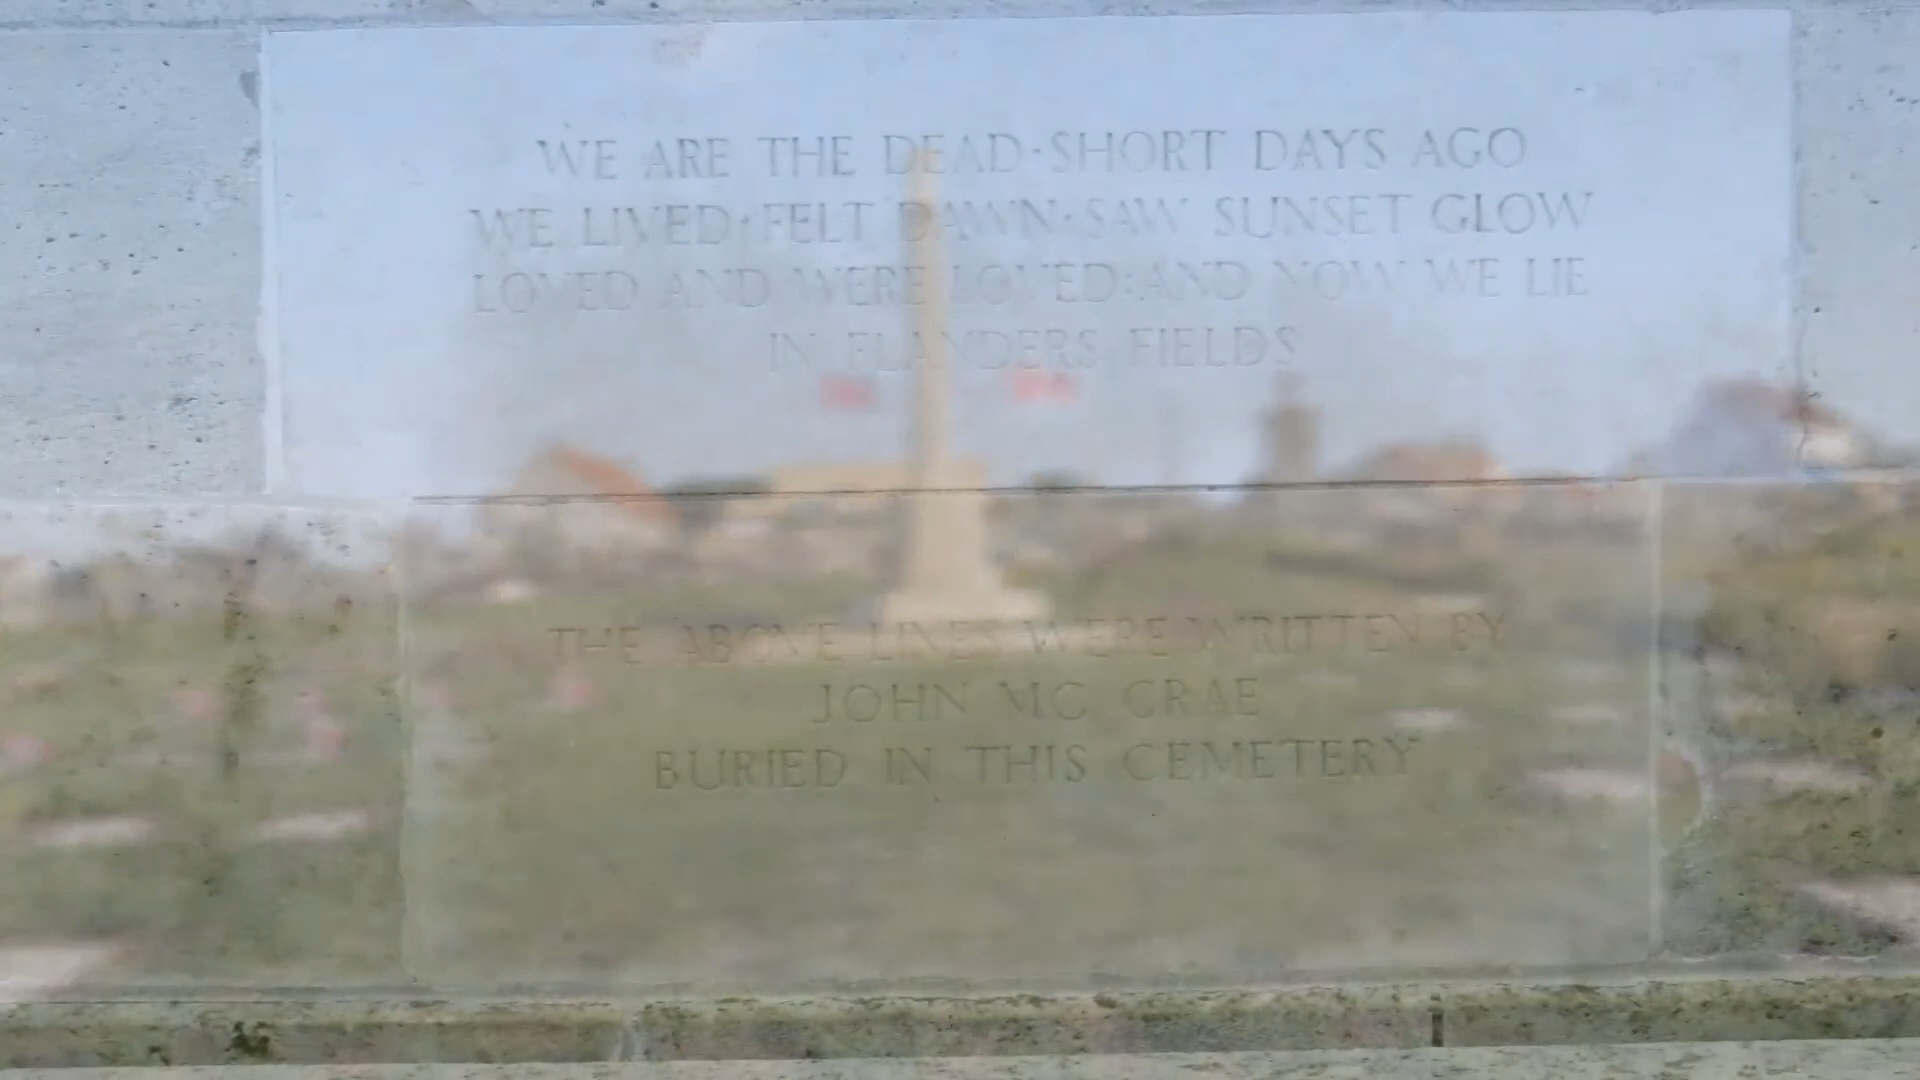 WE ARE THE DEAD·SHORT DAYS AGO
WE LIVED·FELT DAWN·SAW SUNSET GLOW
LOVED AND WERE LOVED:AND NOW WE LIE
IN FLANDERS FIELDS
THE ABOVE LINES WERE WRITTEN BY
JOHN MC CRAE
BURIED IN THIS CEMETERY